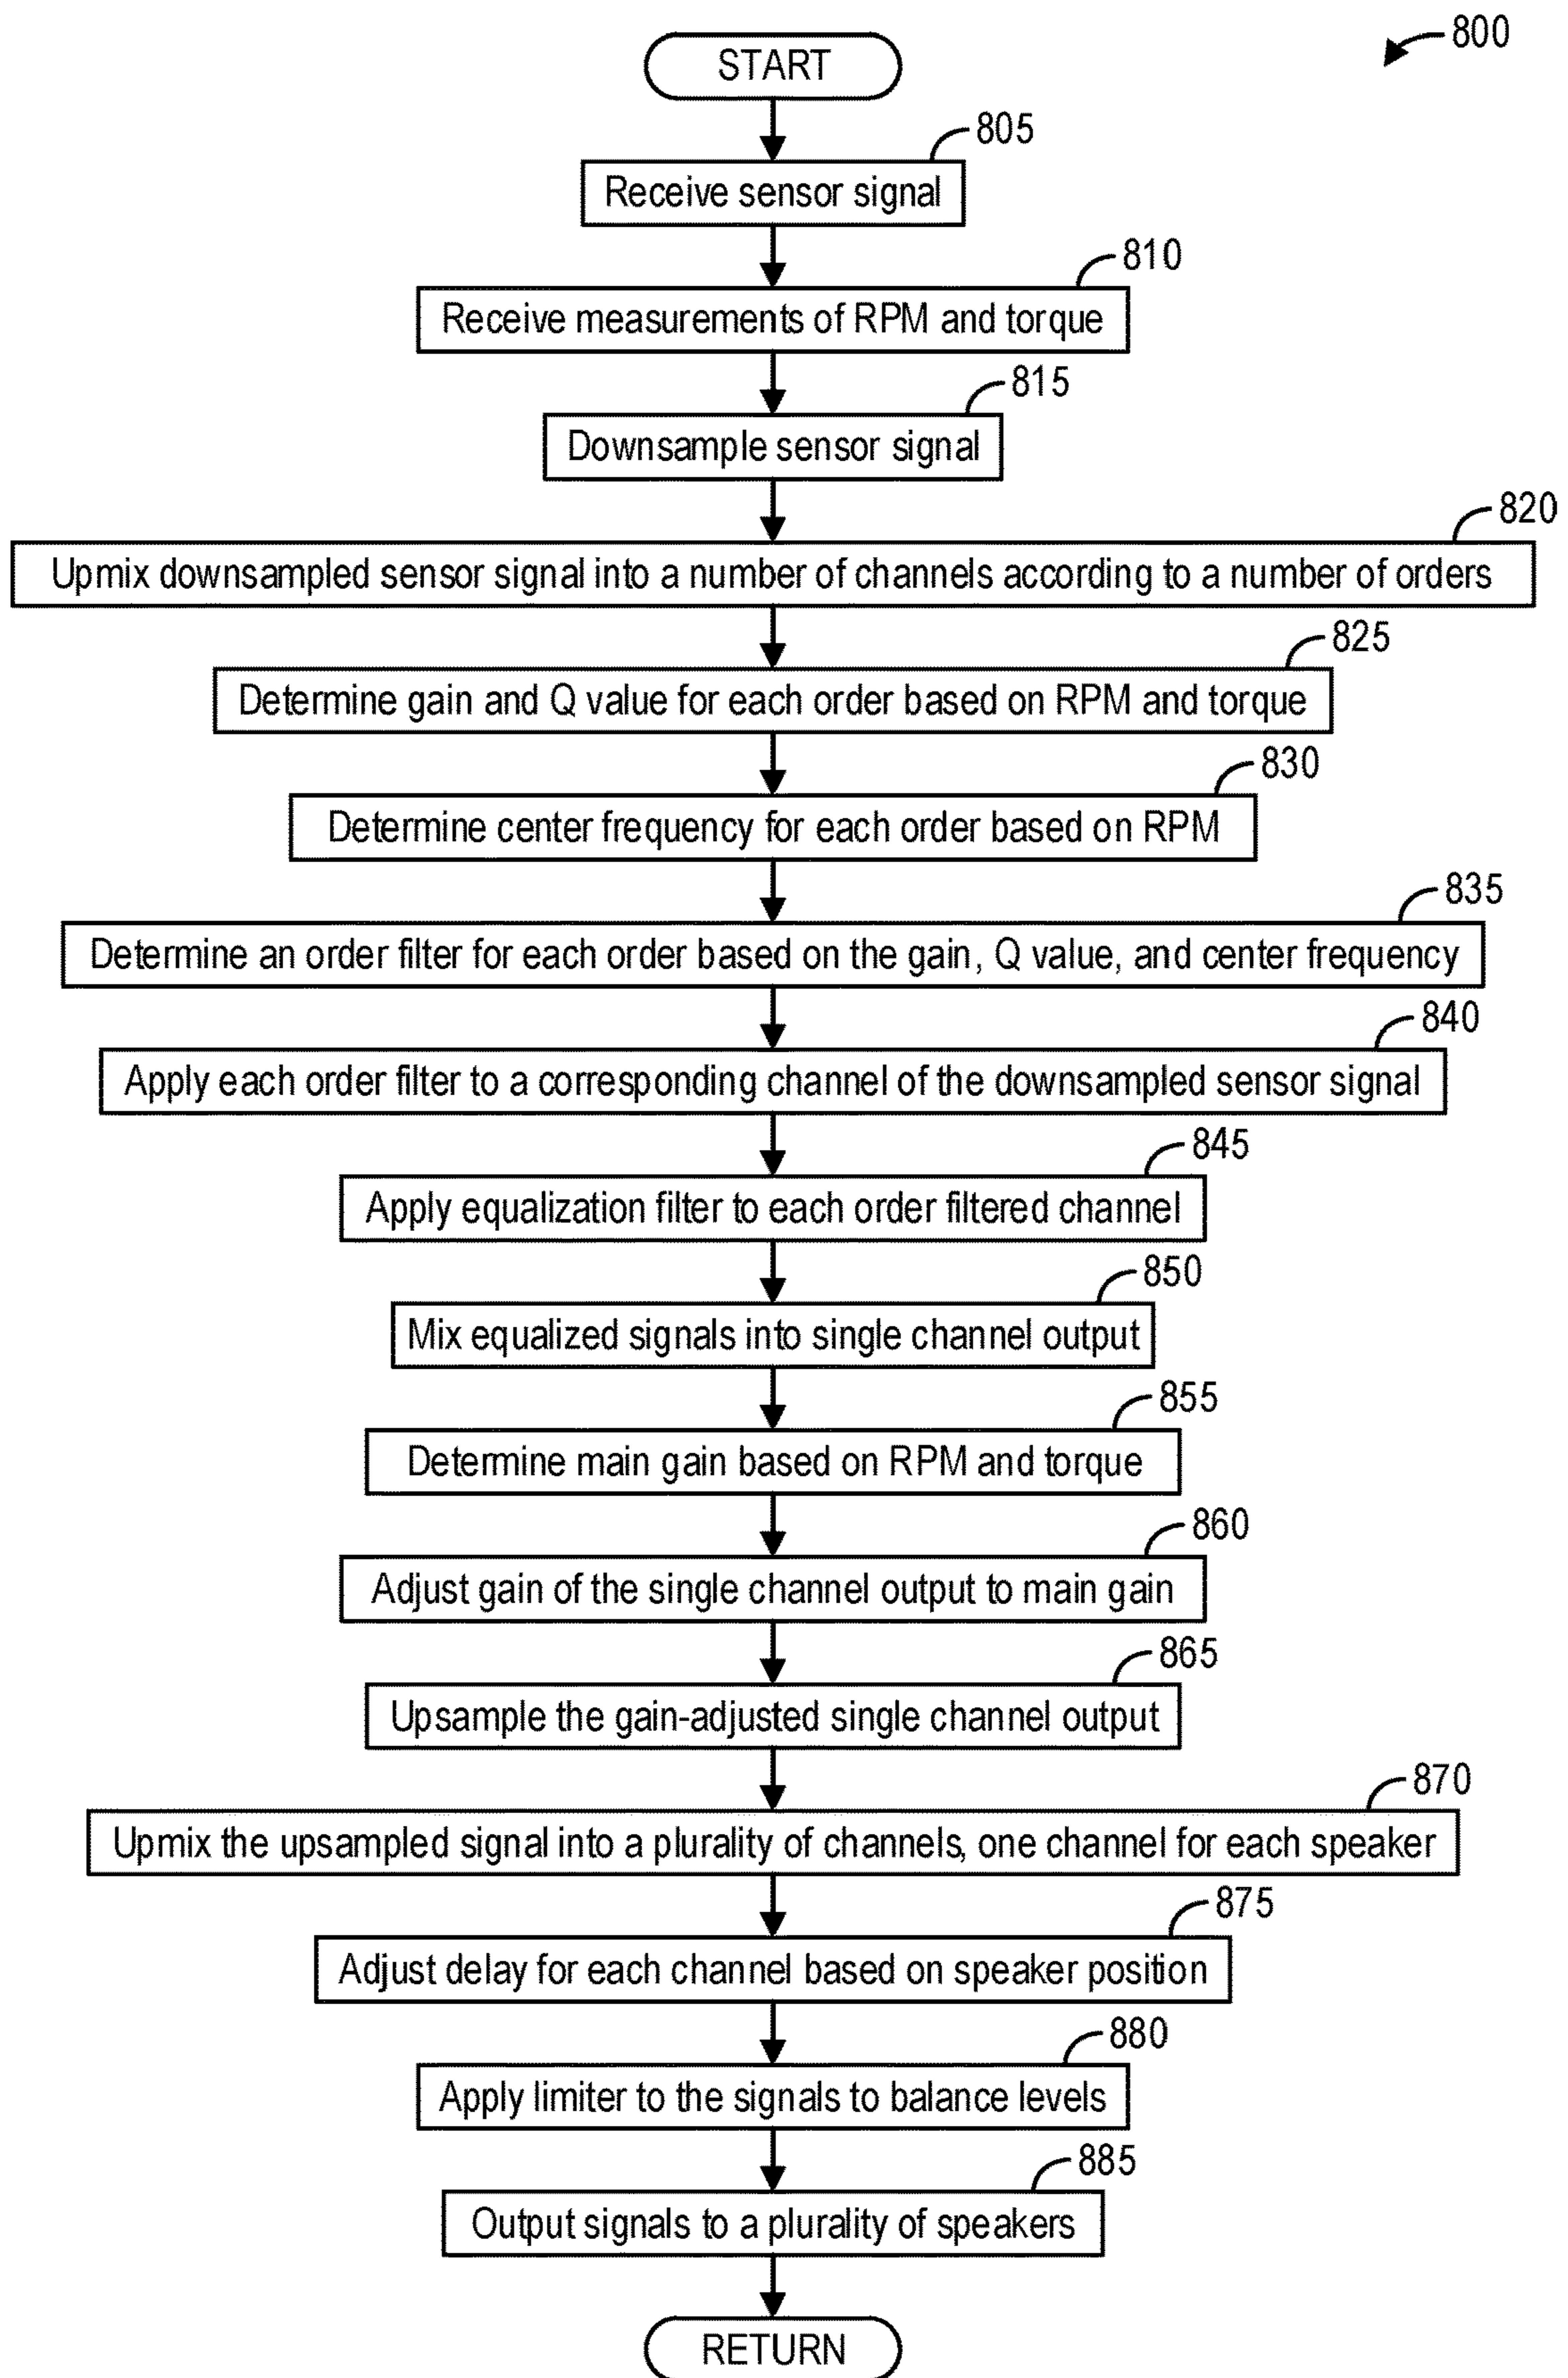 800
START
805
Receive sensor signal
810
Receive measurements of RPM and torque
815
Downsample sensor signal
820
Upmix downsampled sensor signal into a number of channels according to a number of orders
825
Determine gain and Q value for each order based on RPM and torque
830
Determine center frequency for each order based on RPM
835
Determine an order filter for each order based on the gain, Q value, and center frequency
840
Apply each order filter to a corresponding channel of the downsampled sensor signal
845
Apply equalization filter to each order filtered channel
850
Mix equalized signals into single channel output
855
Determine main gain based on RPM and torque
860
Adjust gain of the single channel output to main gain
865
Upsample the gain-adjusted single channel output
870
Upmix the upsampled signal into a plurality of channels, one channel for each speaker
875
Adjust delay for each channel based on speaker position
880
Apply limiter to the signals to balance levels
885
Output signals to a plurality of speakers
RETURN